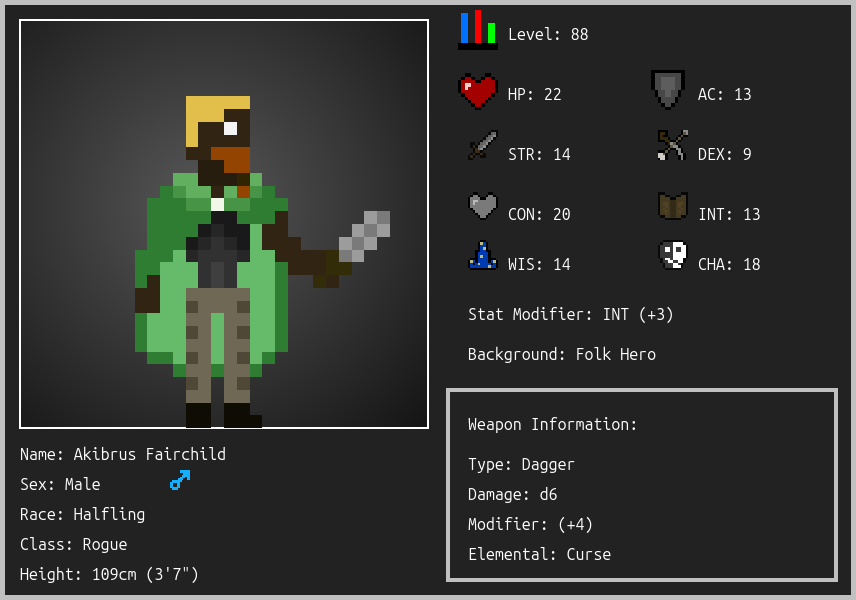 Level: 88
HP: 22
AC: 13
STR: 14
DEX: 9
CON: 20
INT: 13
WIS: 14
CHA: 18
Stat Modifier: INT (+3)
Background: Folk Hero
Weapon Information:
Type: Dagger
Damage: d6
Modifier: (+4)
Elemental: Curse
Name: Akibrus Fairchild
Sex: Male
Race: Halfling
Class: Rogue
Height: 109cm (3'7")